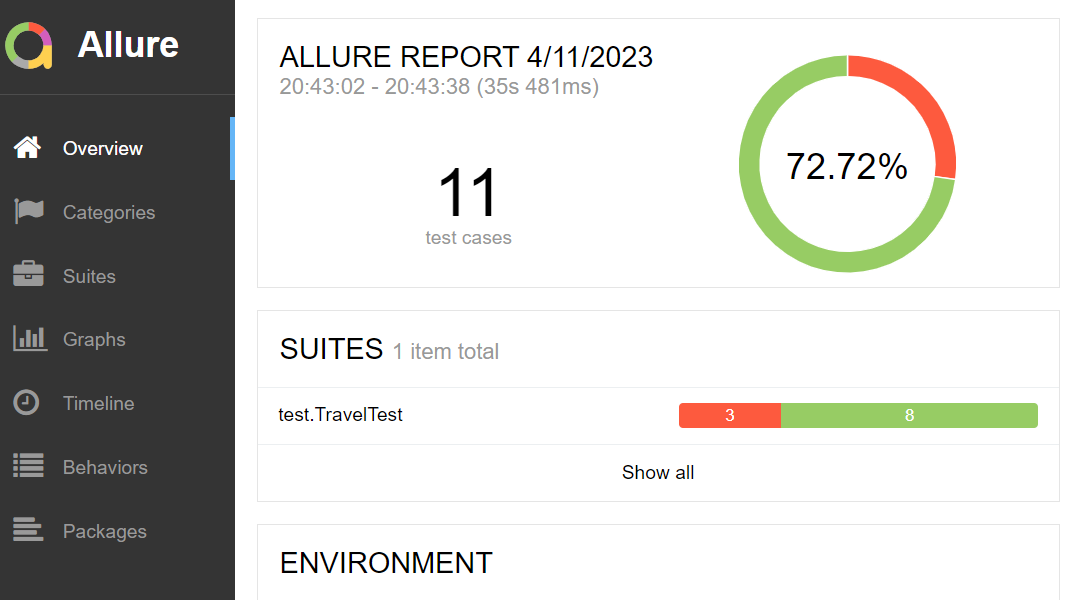 Allure
Overview
Categories
Suites
Graphs
Timeline
Behaviors
Packages
ALLURE REPORT 4/11/2023
20:43:02 - 20:43:38 (35s 481ms)
11
test cases
72.72%
SUITES 1 item total
test.TravelTest 3 8
Show all
ENVIRONMENT